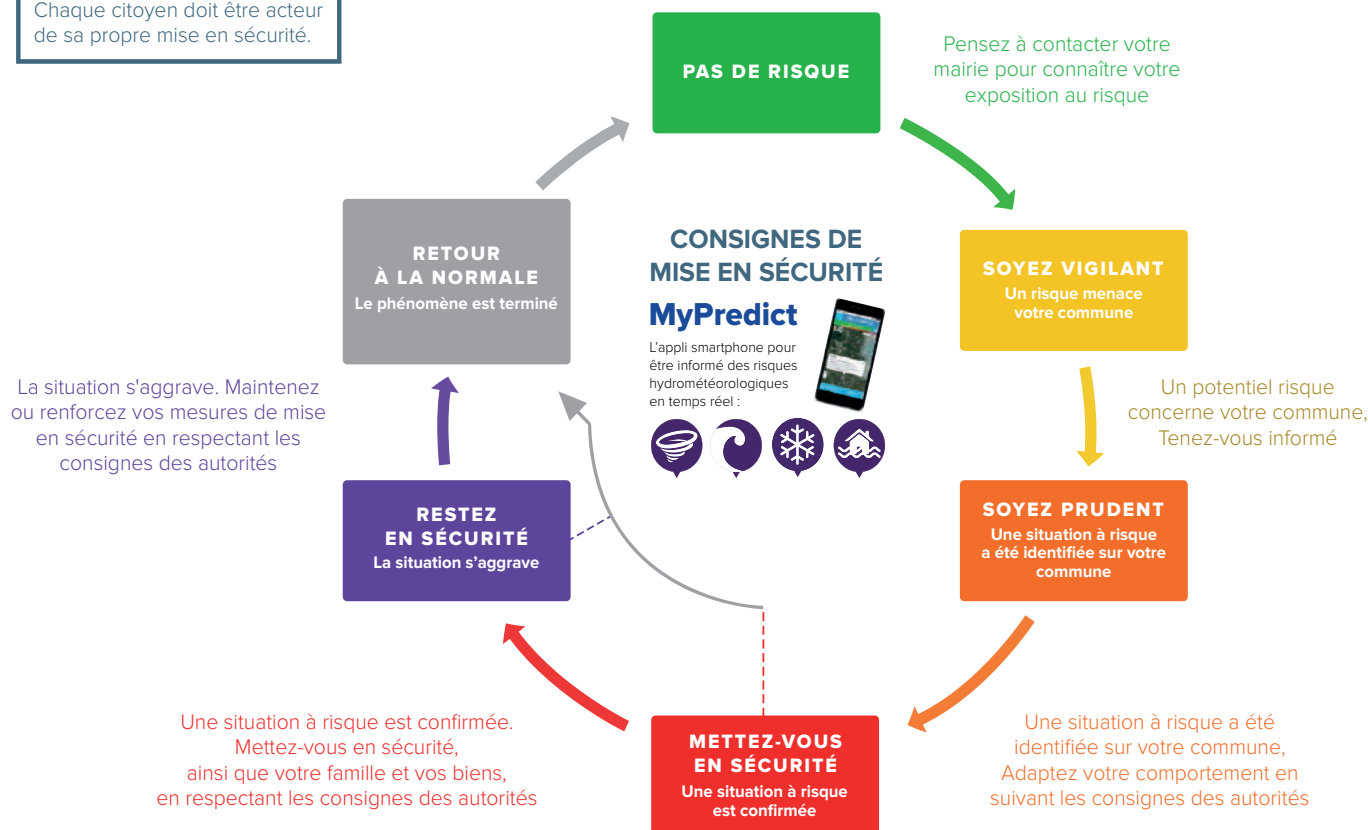 Chaque citoyen doit être acteur
de sa propre mise en sécurité.
PAS DE RISQUE
Pensez à contacter votre
mairie pour connaître votre
exposition au risque
SOYEZ VIGILANT
Un risque menace
votre commune
Un potentiel risque
concerne votre commune,
Tenez-vous informé
SOYEZ PRUDENT
Une situation à risque
a été identifiée sur votre
commune
Une situation à risque a été
identifiée sur votre commune,
Adaptez votre comportement en
suivant les consignes des autorités
METTEZ-VOUS
EN SÉCURITÉ
Une situation à risque
est confirmée
Une situation à risque est confirmée.
Mettez-vous en sécurité,
ainsi que votre famille et vos biens,
en respectant les consignes des autorités
RESTEZ
EN SÉCURITÉ
La situation s’aggrave
La situation s'aggrave. Maintenez
ou renforcez vos mesures de mise
en sécurité en respectant les
consignes des autorités
RETOUR
À LA NORMALE
Le phénomène est terminé
CONSIGNES DE
MISE EN SÉCURITÉ
MyPredict
L'appli smartphone pour
être informé des risques
hydrométéorologiques
en temps réel :